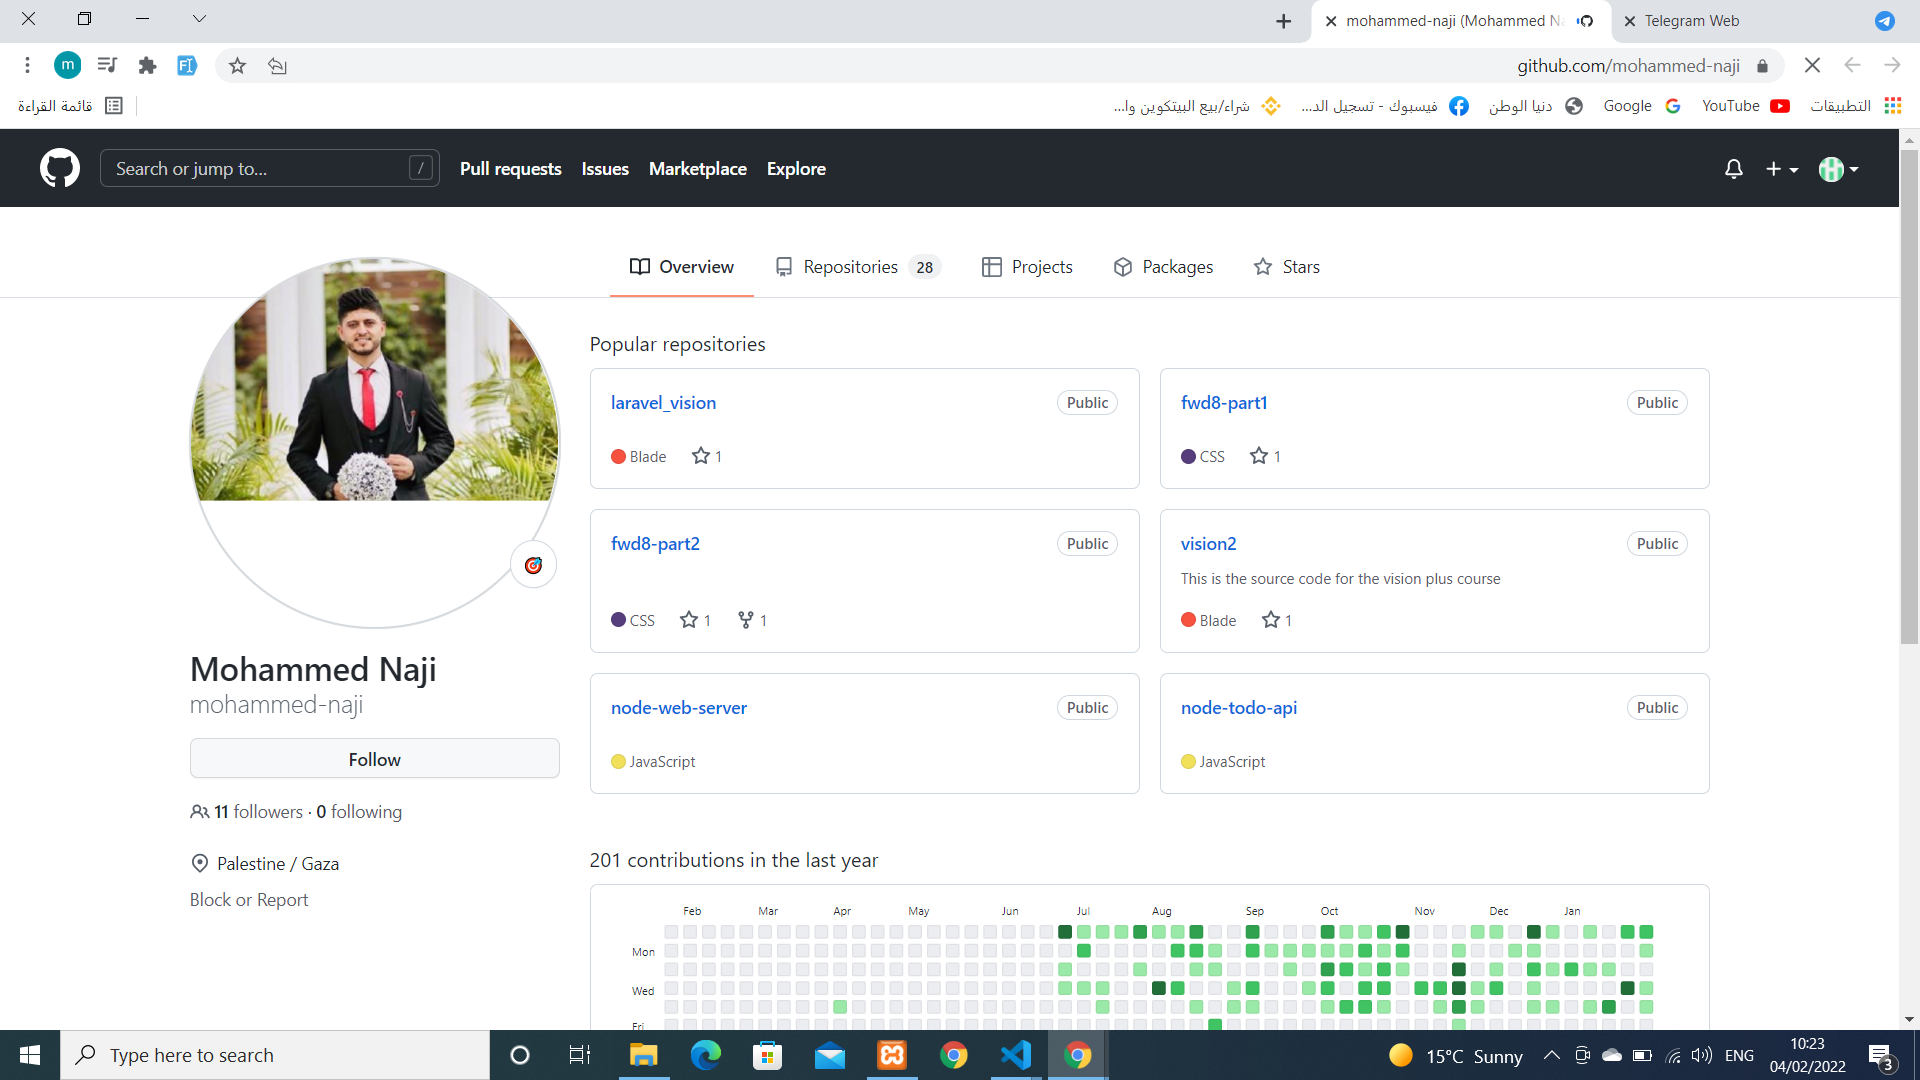 mohammed-naji (Mohammed Na
Telegram Web
m
github.com/mohammed-naji
قائمة القراءة
شراء/بيع البيتكوين وا...
فيسبوك - تسجيل الد...
دنيا الوطن
Google
YouTube
التطبيقات
Search or jump to...
/
Pull requests
Issues
Marketplace
Explore
Overview
Repositories 28
Projects
Packages
Stars
Popular repositories
laravel_vision
Public
Blade
1
fwd8-part1
Public
CSS
1
fwd8-part2
Public
CSS
1
1
vision2
Public
This is the source code for the vision plus course
Blade
1
node-web-server
Public
JavaScript
node-todo-api
Public
JavaScript
Mohammed Naji
mohammed-naji
Follow
11 followers · 0 following
Palestine / Gaza
Block or Report
201 contributions in the last year
Feb Mar Apr May Jun Jul Aug Sep Oct Nov Dec Jan
Mon
Wed
Fri
Type here to search
15°C Sunny
ENG
10:23
04/02/2022
3